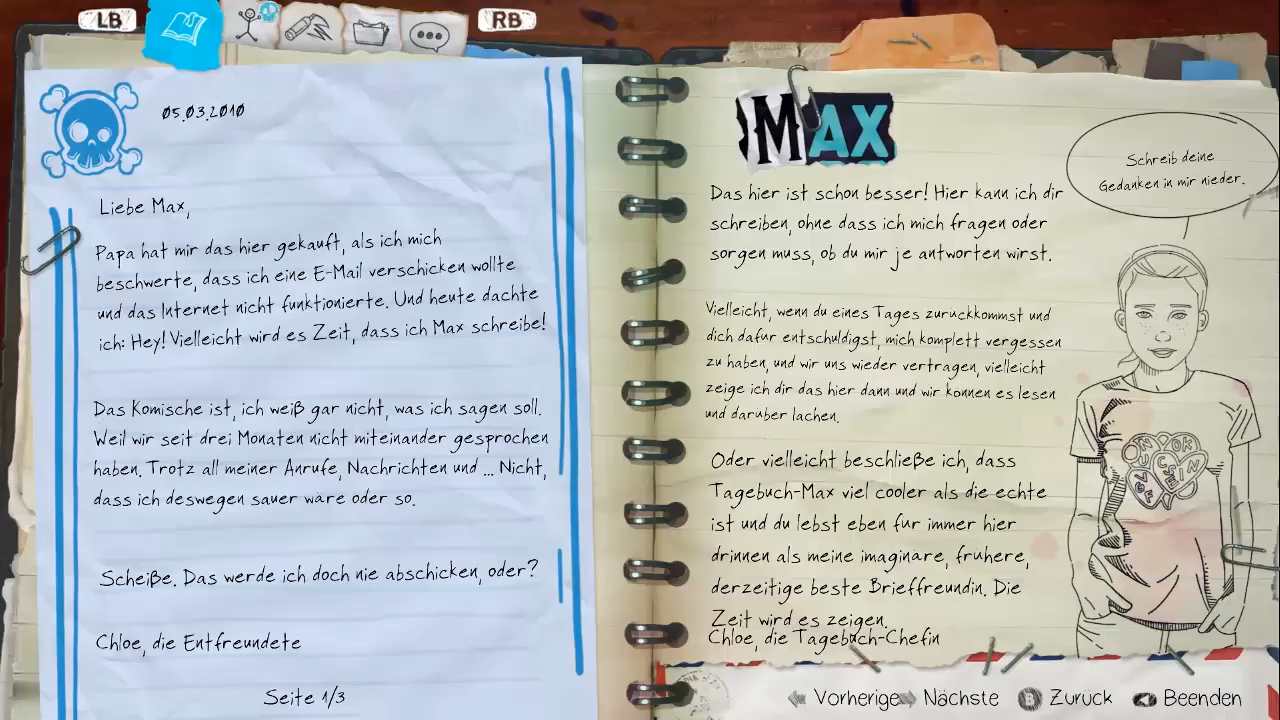 LB
RB
05.03.2010
Liebe Max,
Papa hat mir das hier gekauft, als ich mich
beschwerte, dass ich eine E-Mail verschicken wollte
und das Internet nicht funktionierte. Und heute dachte
ich: Hey! Vielleicht wird es Zeit, dass ich Max schreibe!
Das Komische ist, ich weiß gar nicht, was ich sagen soll.
Weil wir seit drei Monaten nicht miteinander gesprochen
haben. Trotz all meiner Anrufe, Nachrichten und ... Nicht,
dass ich deswegen sauer wäre oder so.
Scheiße. Das werde ich doch nie abschicken, oder?
Chloe, die Entfreundete
Seite 1/3
MAX
Das hier ist schon besser! Hier kann ich dir
schreiben, ohne dass ich mich fragen oder
sorgen muss, ob du mir je antworten wirst.
Vielleicht, wenn du eines Tages zurückkommst und
dich dafür entschuldigst, mich komplett vergessen
zu haben, und wir uns wieder vertragen, vielleicht
zeige ich dir das hier dann und wir können es lesen
und darüber lachen.
Oder vielleicht beschließe ich, dass
Tagebuch-Max viel cooler als die echte
ist und du lebst eben für immer hier
drinnen als meine imaginäre, frühere,
derzeitige beste Brieffreundin. Die
Zeit wird es zeigen.
Chloe, die Tagebuch-Chefin
Schreib deine
Gedanken in mir nieder.
Vorherige
Nächste
B
Zurück
Beenden